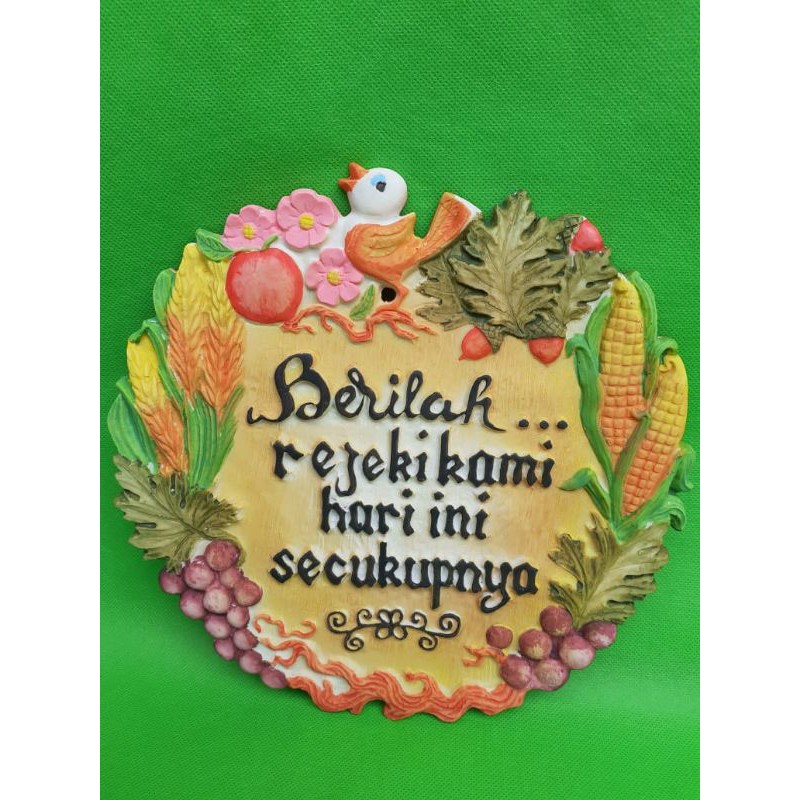 Berilah...
rejeki kami
hari ini
secukupnya